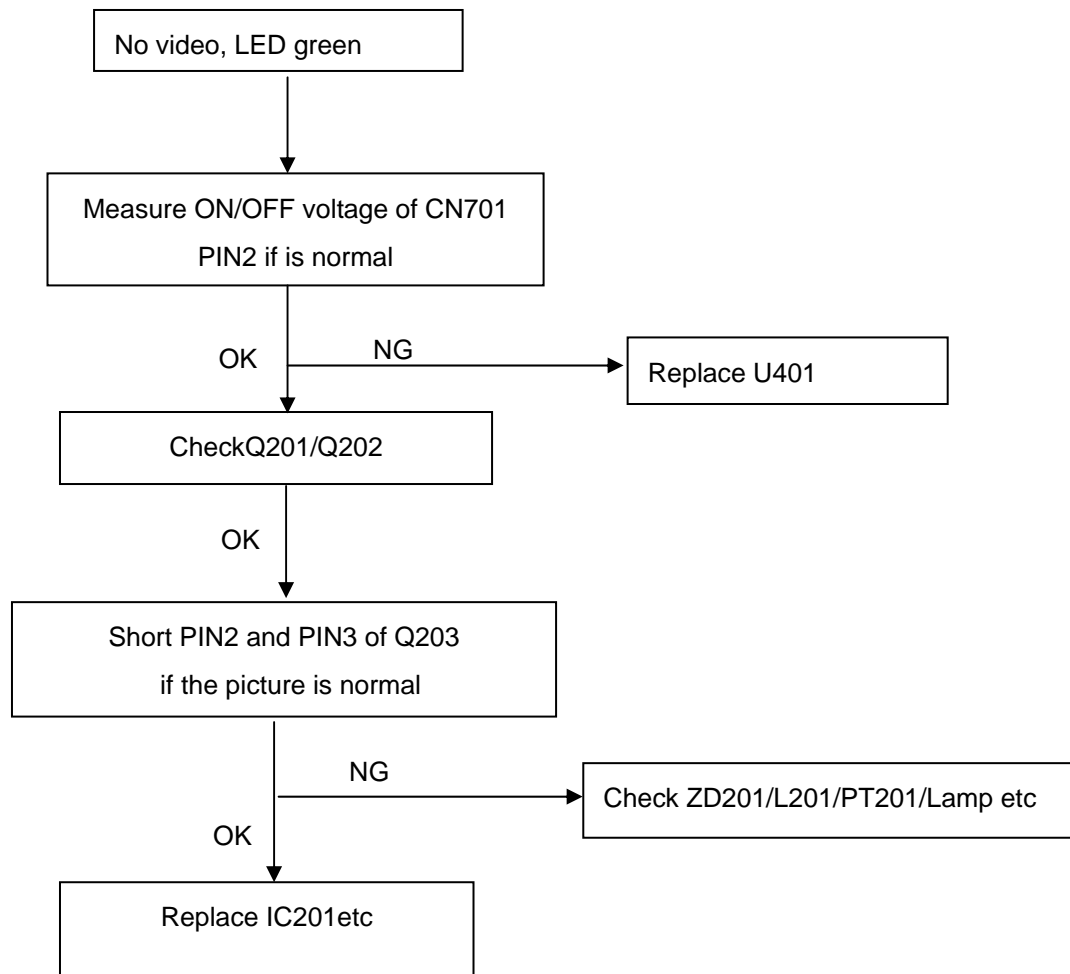 No video, LED green
Measure ON/OFF voltage of CN701
PIN2 if is normal
OK
NG
Replace U401
CheckQ201/Q202
OK
Short PIN2 and PIN3 of Q203
if the picture is normal
NG
Check ZD201/L201/PT201/Lamp etc
OK
Replace IC201etc